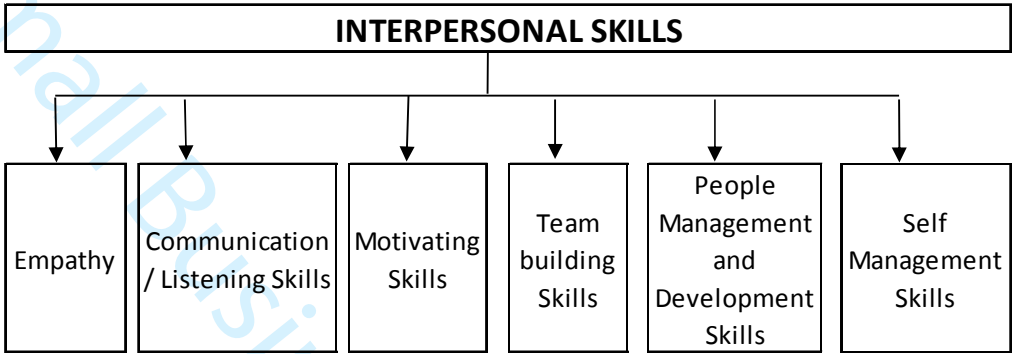 INTERPERSONAL SKILLS
Empathy
Communication
/ Listening Skills
Motivating
Skills
Team
building
Skills
People
Management
and
Development
Skills
Self
Management
Skills